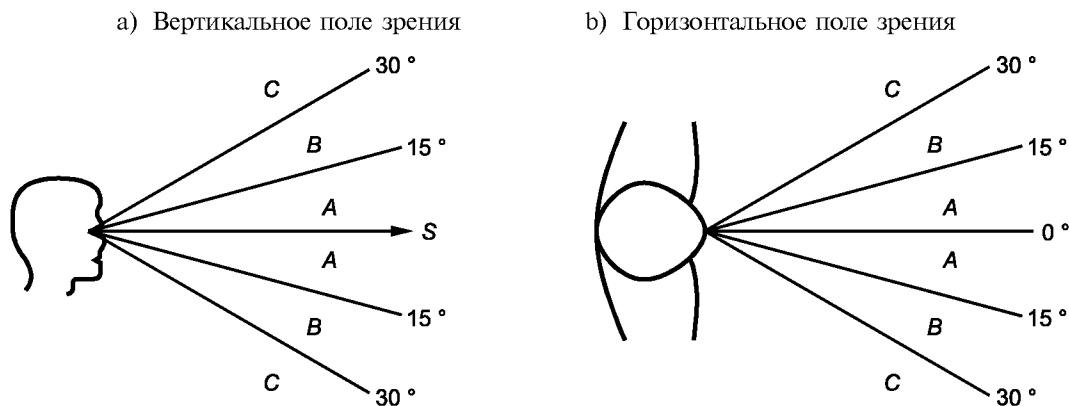 a) Вертикальное поле зрения
30 °
C
B
15 °
A
S
A
15 °
B
C
30 °
b) Горизонтальное поле зрения
30 °
C
B
15 °
A
0 °
A
15 °
B
C
30 °